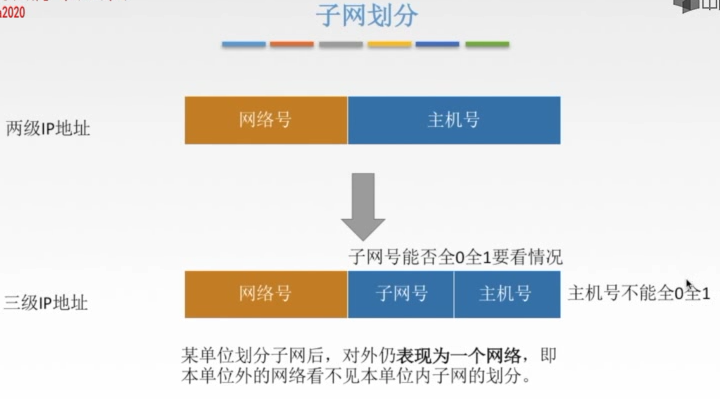 2020
子网划分
两级IP地址
网络号
主机号
子网号能否全0全1要看情况
三级IP地址
网络号
子网号
主机号
主机号不能全0全1
某单位划分子网后，对外仍表现为一个网络，即
本单位外的网络看不见本单位内子网的划分。